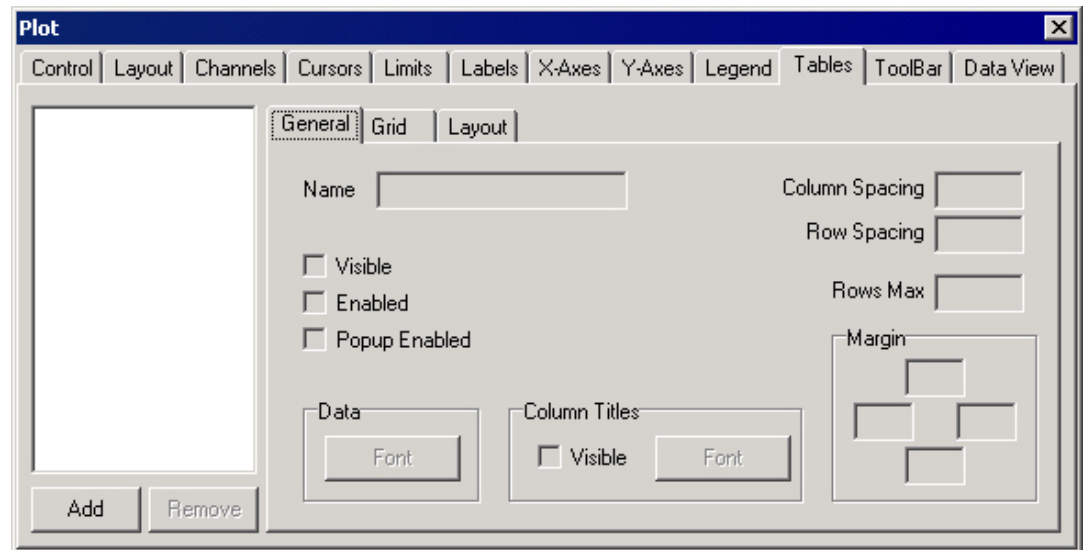 Plot
Control Layout Channels Cursors Limits Labels X-Axes Y-Axes Legend Tables ToolBar Data View
General Grid Layout
Name
Column Spacing
Row Spacing
Visible
Rows Max
Enabled
Popup Enabled
Margin
Data
Column Titles
Font
Visible
Font
Add
Remove